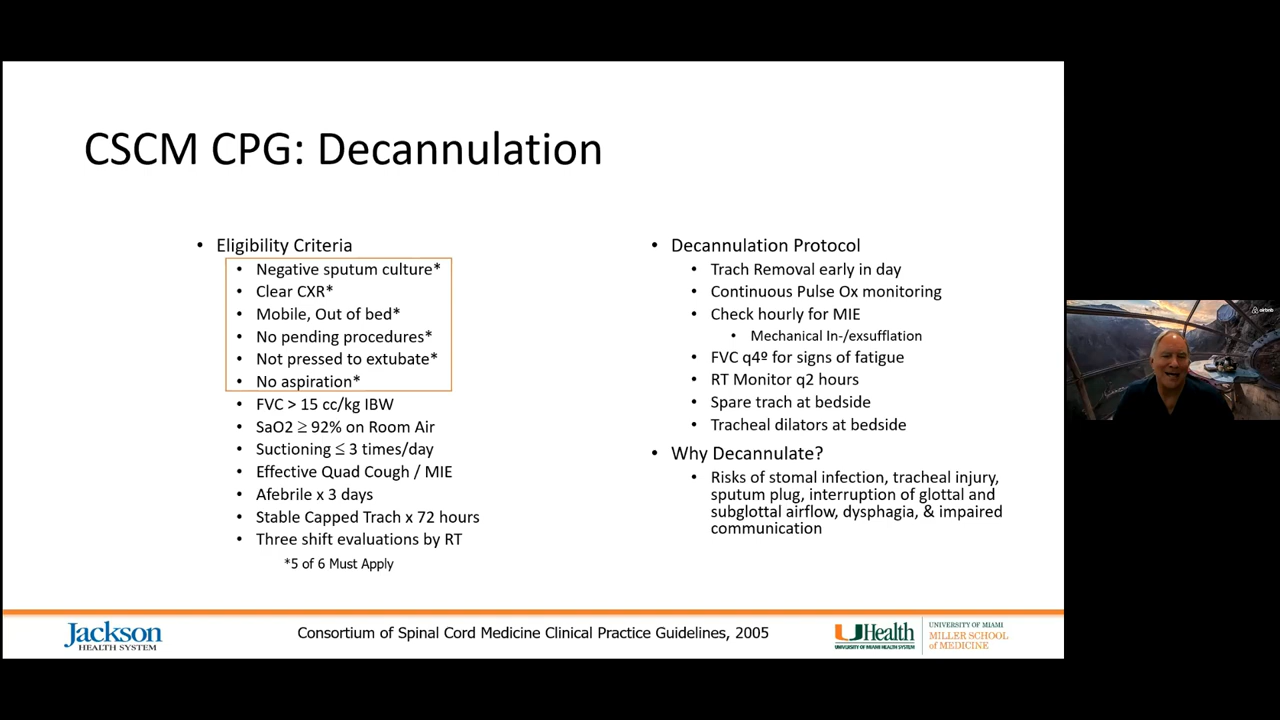 CSCM CPG: Decannulation
• Eligibility Criteria
• Negative sputum culture*
• Clear CXR*
• Mobile, Out of bed*
• No pending procedures*
• Not pressed to extubate*
• No aspiration*
• FVC > 15 cc/kg IBW
• SaO2 ≥ 92% on Room Air
• Suctioning ≤ 3 times/day
• Effective Quad Cough / MIE
• Afebrile x 3 days
• Stable Capped Trach x 72 hours
• Three shift evaluations by RT
*5 of 6 Must Apply
• Decannulation Protocol
• Trach Removal early in day
• Continuous Pulse Ox monitoring
• Check hourly for MIE
• Mechanical In-/exsufflation
• FVC q4º for signs of fatigue
• RT Monitor q2 hours
• Spare trach at bedside
• Tracheal dilators at bedside
• Why Decannulate?
• Risks of stomal infection, tracheal injury,
sputum plug, interruption of glottal and
subglottal airflow, dysphagia, & impaired
communication
Jackson
HEALTH SYSTEM
Consortium of Spinal Cord Medicine Clinical Practice Guidelines, 2005
UHealth
UNIVERSITY OF MIAMI HEALTH SYSTEM
UNIVERSITY OF MIAMI
MILLER SCHOOL
of MEDICINE
airbnb